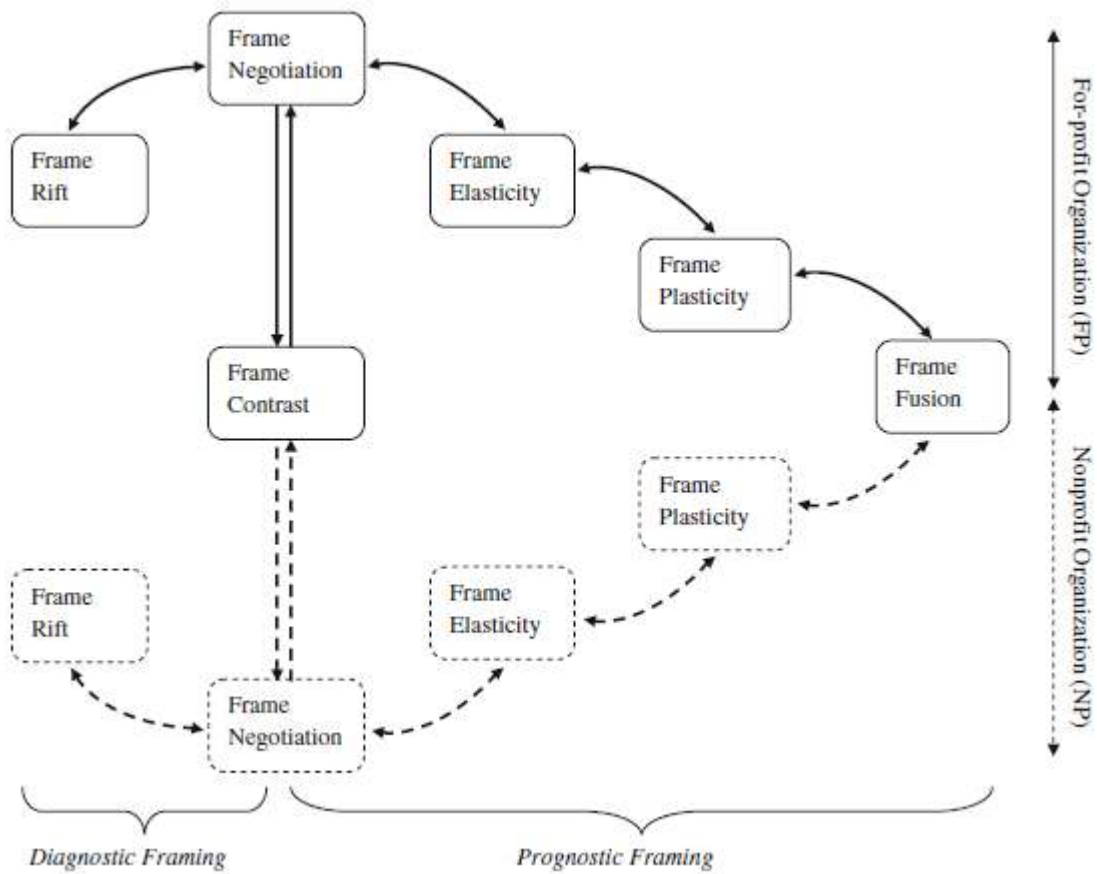 Frame
Negotiation
Frame
Rift
Frame
Elasticity
Frame
Plasticity
Frame
Contrast
Frame
Fusion
For-profit Organization (FP)
Frame
Plasticity
Frame
Rift
Frame
Elasticity
Frame
Negotiation
Nonprofit Organization (NP)
Diagnostic Framing
Prognostic Framing